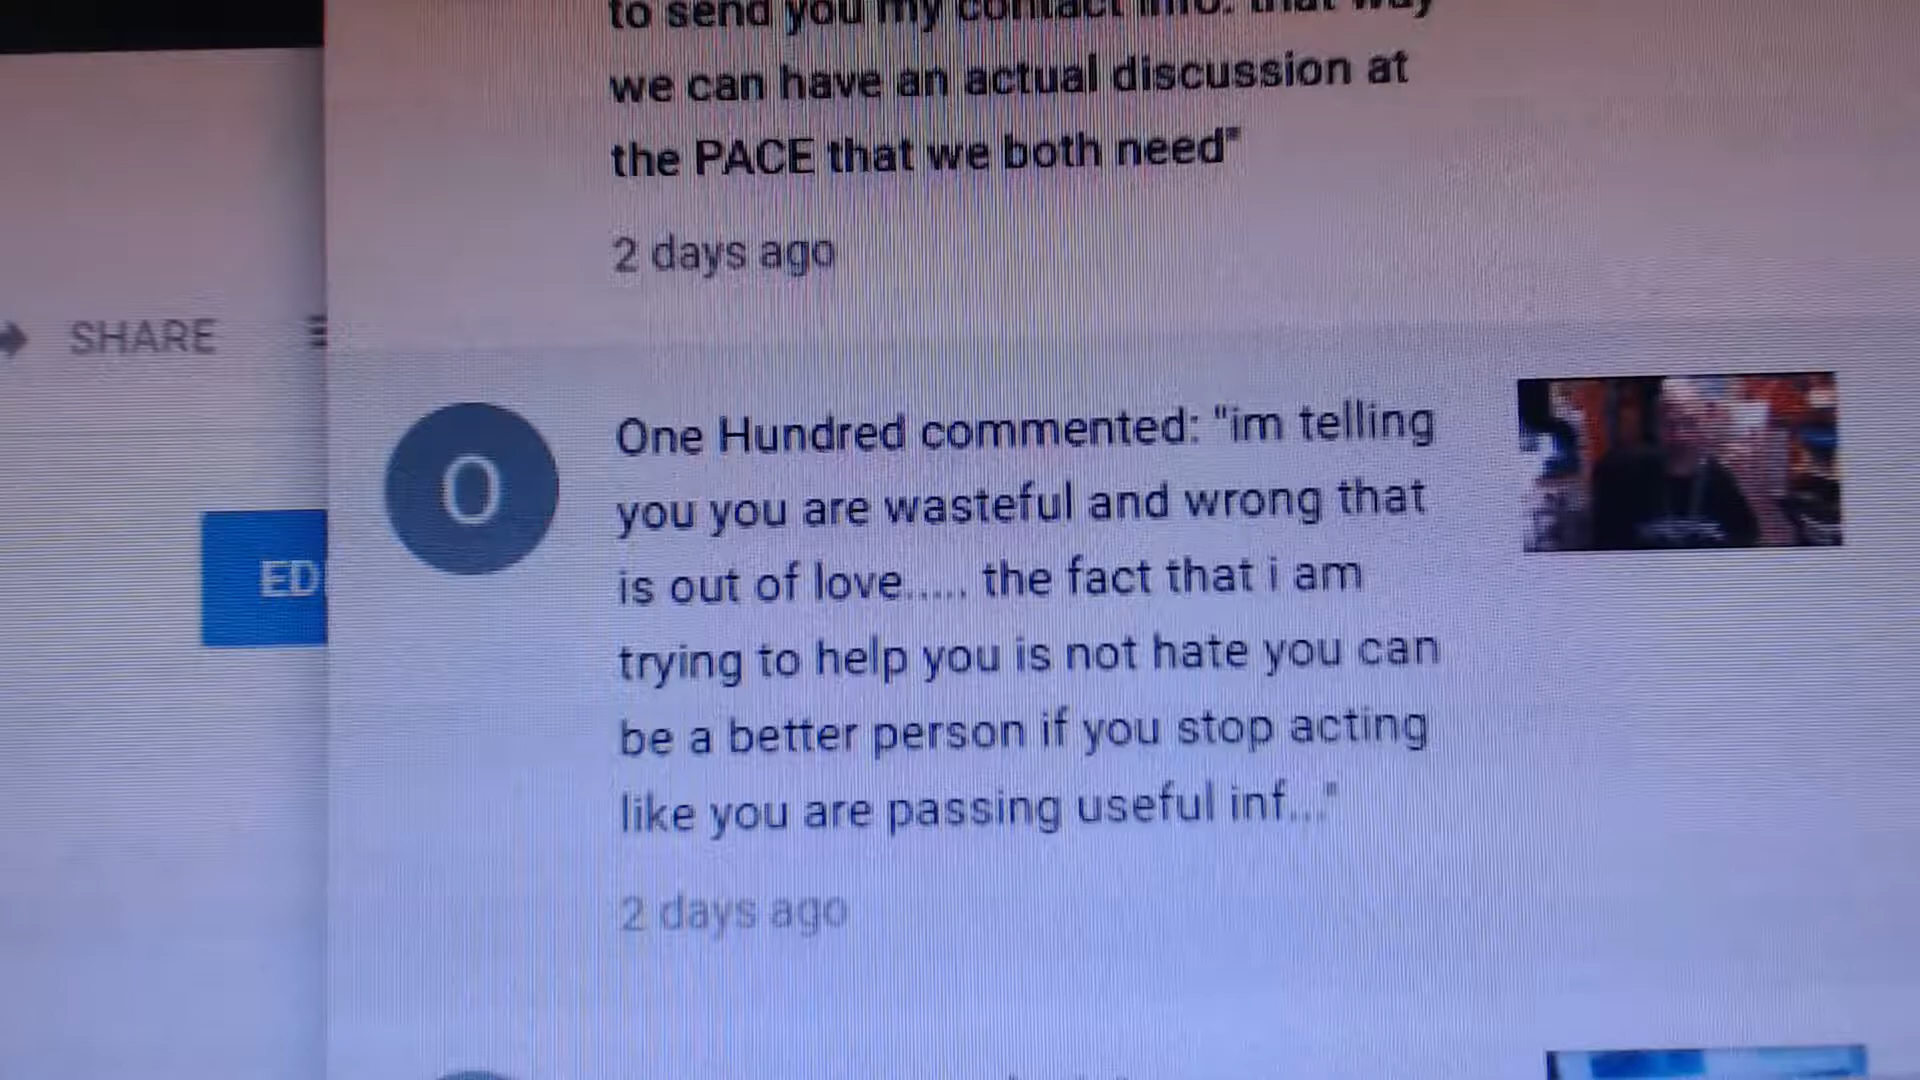 to send you my contact info. that way
we can have an actual discussion at
the PACE that we both need"
2 days ago
SHARE
ED
O
One Hundred commented: "im telling
you you are wasteful and wrong that
is out of love..... the fact that i am
trying to help you is not hate you can
be a better person if you stop acting
like you are passing useful inf..."
2 days ago